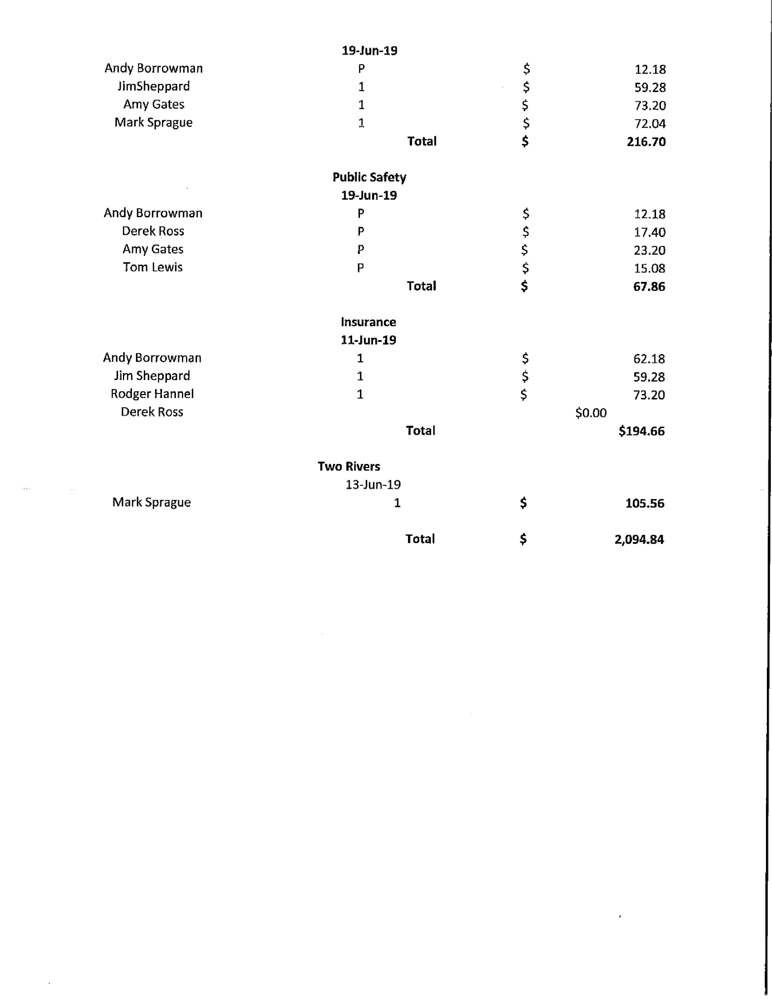 19-Jun-19
Andy Borrowman P $ 12.18
JimSheppard 1 $ 59.28
Amy Gates 1 $ 73.20
Mark Sprague 1 $ 72.04
Total $ 216.70
Public Safety
19-Jun-19
Andy Borrowman P $ 12.18
Derek Ross P $ 17.40
Amy Gates P $ 23.20
Tom Lewis P $ 15.08
Total $ 67.86
Insurance
11-Jun-19
Andy Borrowman 1 $ 62.18
Jim Sheppard 1 $ 59.28
Rodger Hannel 1 $ 73.20
Derek Ross $0.00
Total $194.66
Two Rivers
13-Jun-19
Mark Sprague 1 $ 105.56
Total $ 2,094.84